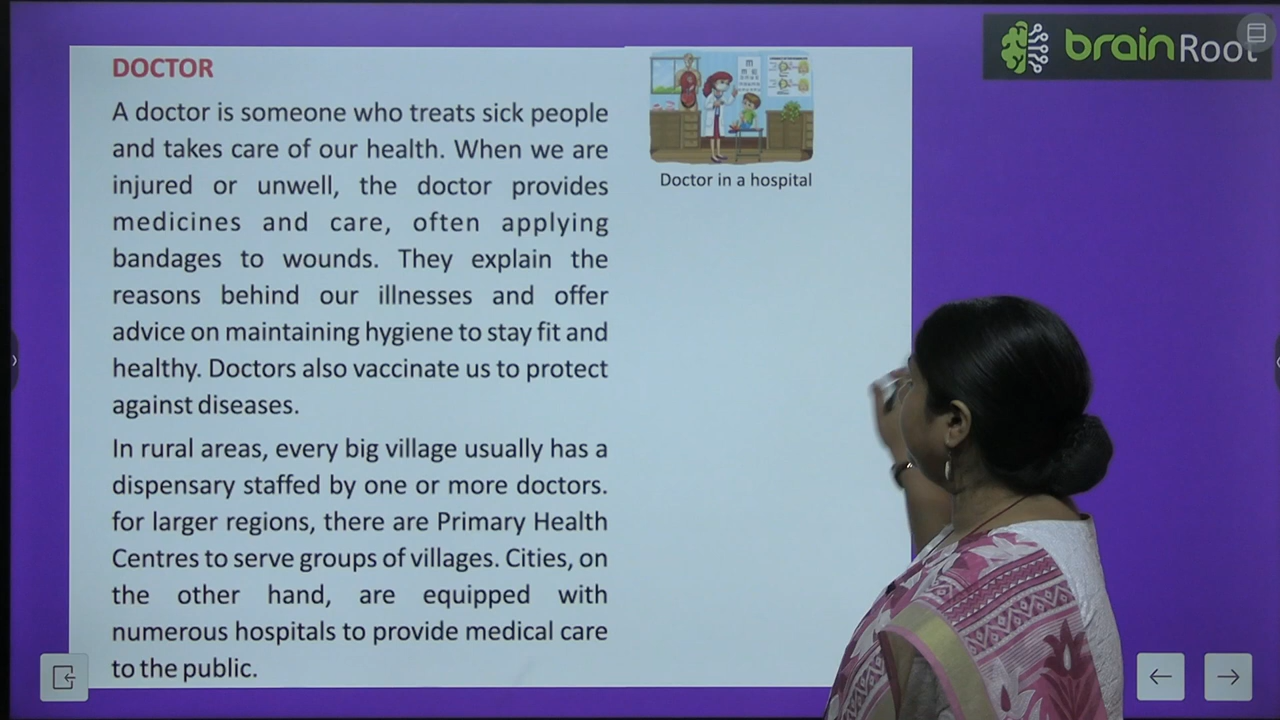 brainRoot
DOCTOR
A doctor is someone who treats sick people
and takes care of our health. When we are
injured or unwell, the doctor provides
medicines and care, often applying
bandages to wounds. They explain the
reasons behind our illnesses and offer
advice on maintaining hygiene to stay fit and
healthy. Doctors also vaccinate us to protect
against diseases.
In rural areas, every big village usually has a
dispensary staffed by one or more doctors.
for larger regions, there are Primary Health
Centres to serve groups of villages. Cities, on
the other hand, are equipped with
numerous hospitals to provide medical care
to the public.
Doctor in a hospital